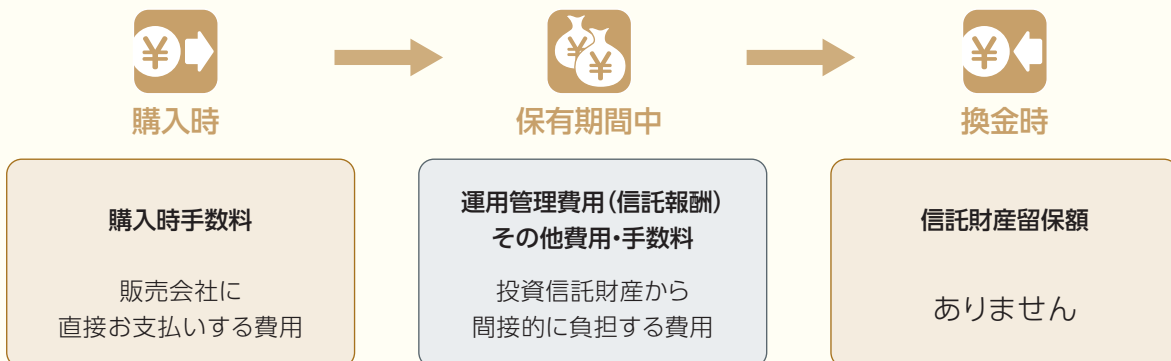 ¥
¥
¥
¥
購入時
保有期間中
換金時
購入時手数料
販売会社に
直接お支払いする費用
運用管理費用（信託報酬）
その他費用・手数料
投資信託財産から
間接的に負担する費用
信託財産留保額
ありません